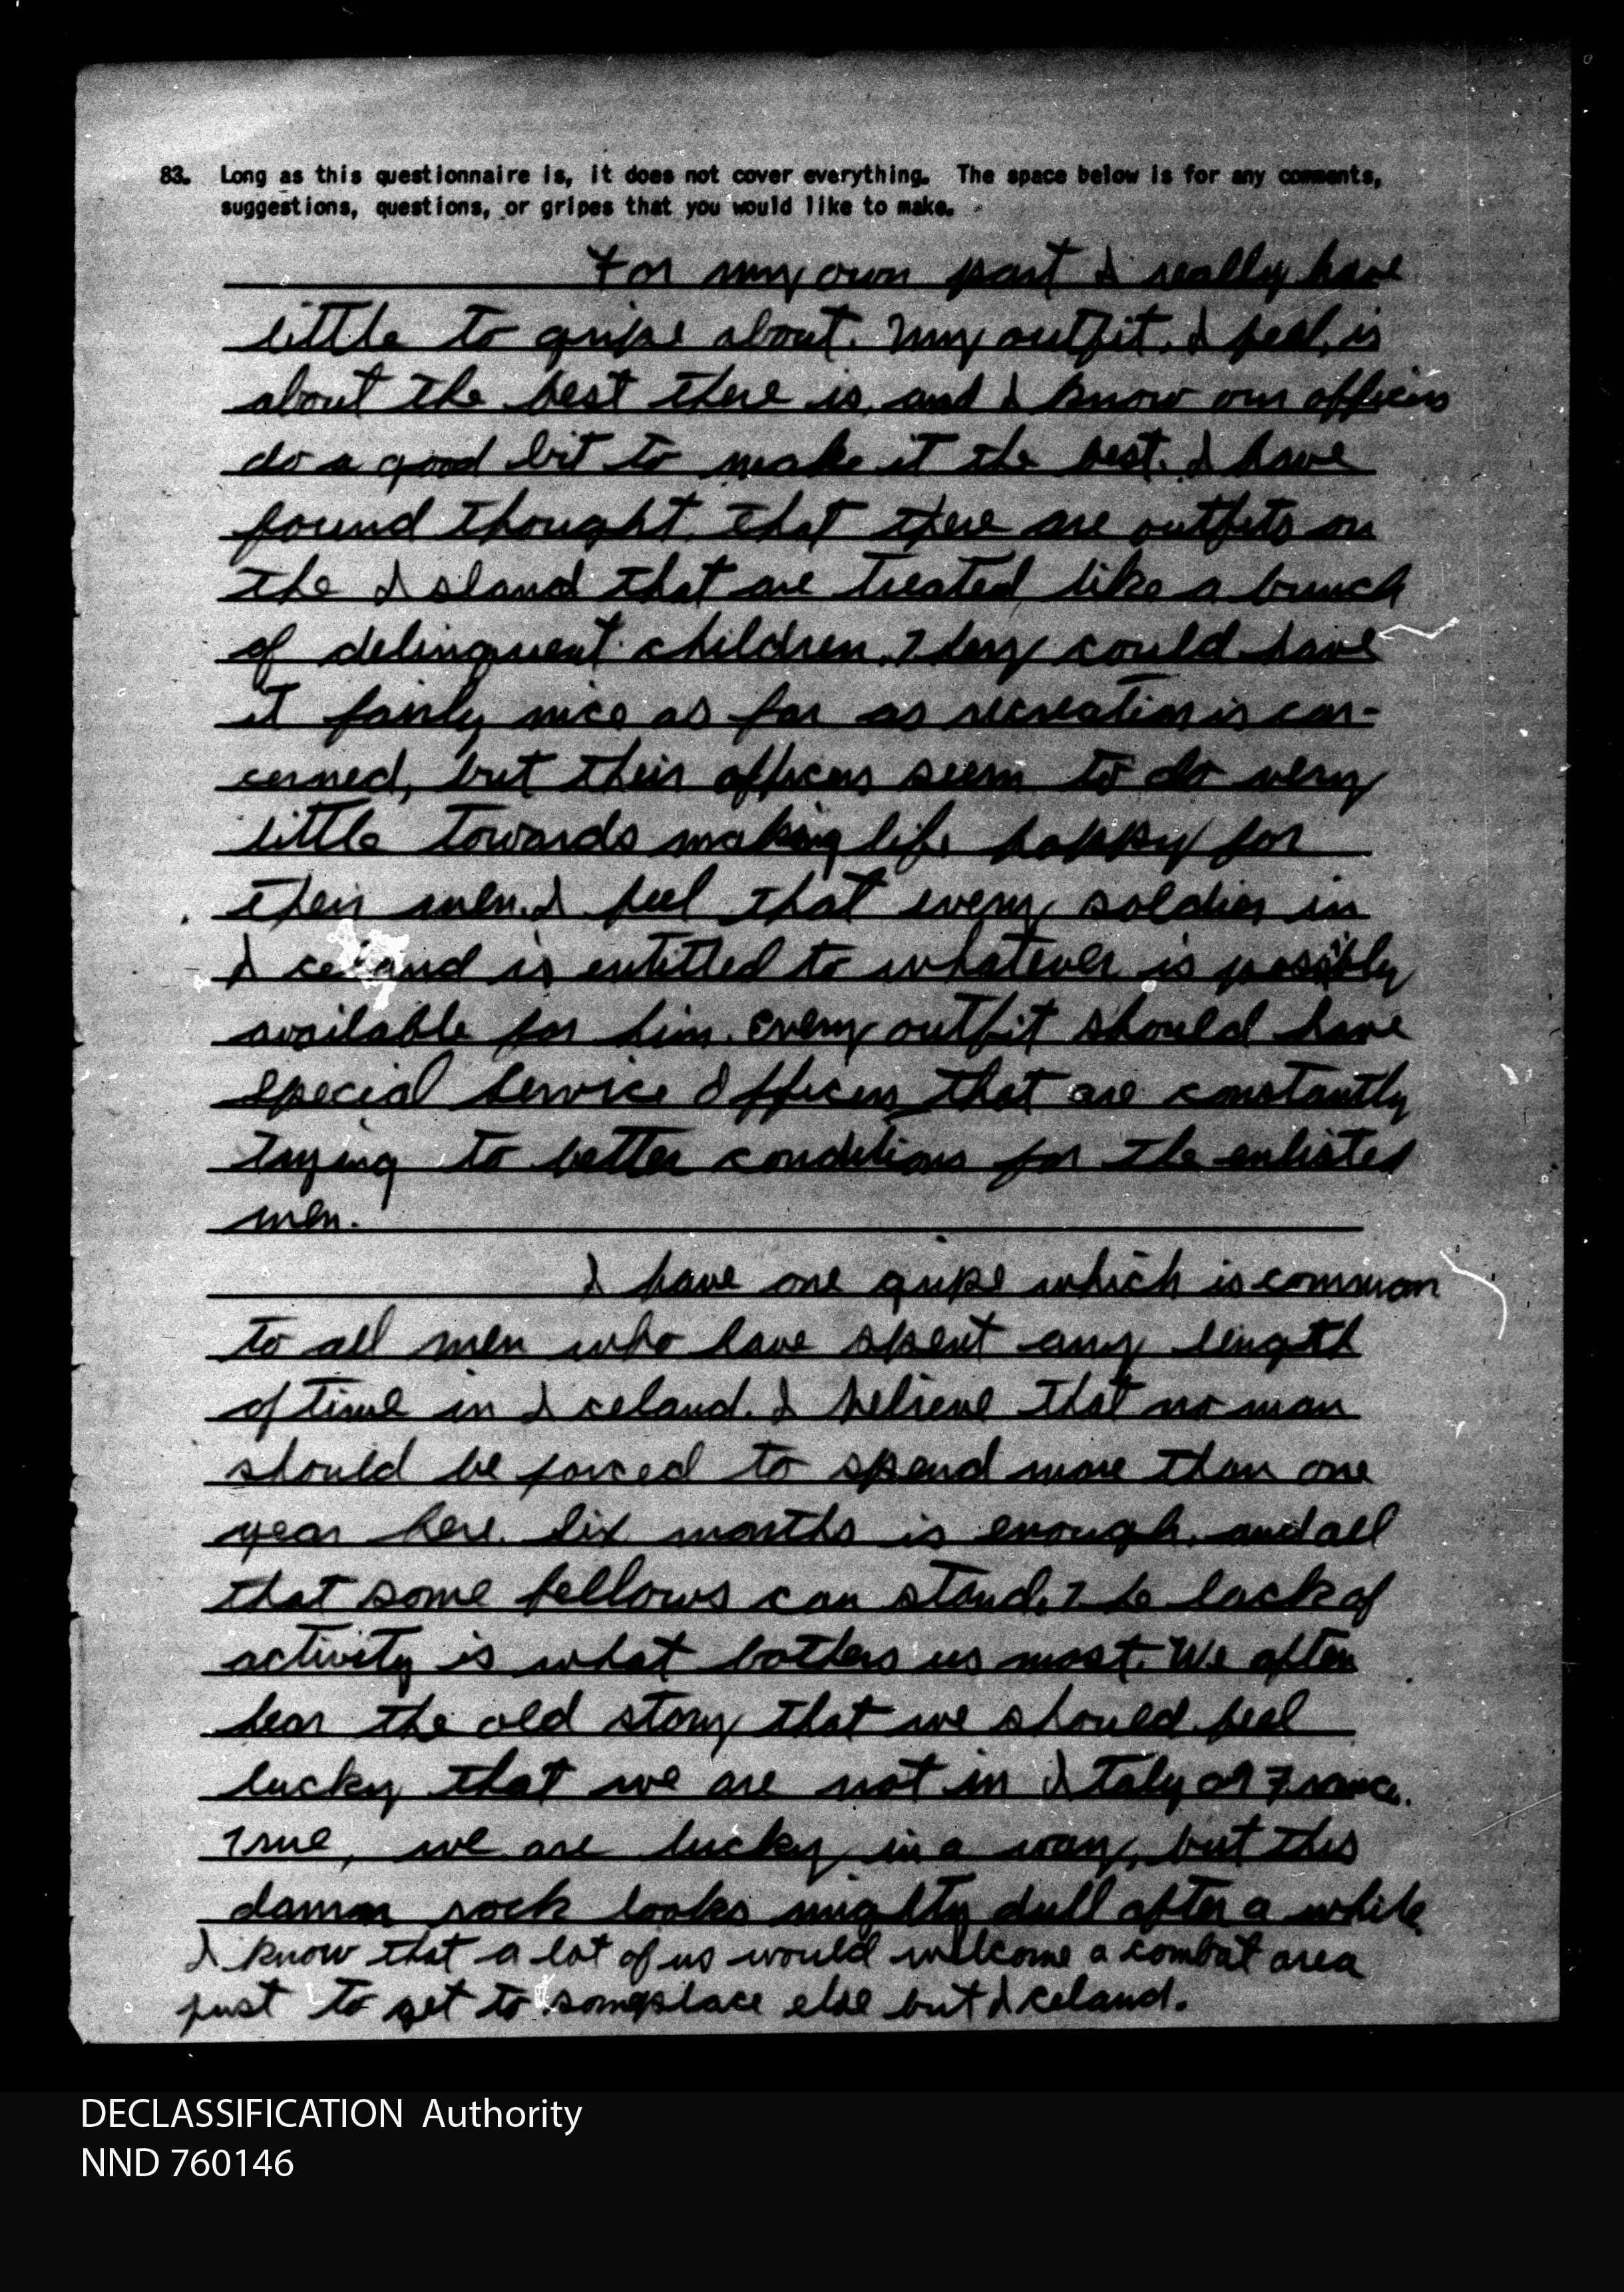 83. Long as this questionnaire is, it does not cover everything. The space below is for any comments,
suggestions, questions, or gripes that you would like to make.
For my own part I really have
little to gripe about. My outfit, I feel, is
about the best there is, and I know our officers
do a good bit to make it the best. I have
found thought, that there are outfits on
the Island that are treated like a bunch
of delinquent children. They could have
it fairly nice as far as recreation is con-
cerned, but their officers seem to do very
little towards making life happy for
their men. I feel that every soldier in
Iceland is entitled to whatever is possibly
available for him. Every outfit should have
Special Service Officers that are constantly
trying to better conditions for the enlisted
men.
I have one gripe which is common
to all men who have spent any length
of time in Iceland. I believe that no man
should be forced to spend more than one
year here. Six months is enough, and all
that some fellows can stand. The lack of
activity is what bothers us most. We often
hear the old story that we should feel
lucky that we are not in Italy or France.
True, we are lucky in a way, but this
damn rock looks mighty dull after a while.
I know that a lot of us would welcome a combat area
just to get to someplace else but Iceland.
DECLASSIFICATION Authority
NND 760146